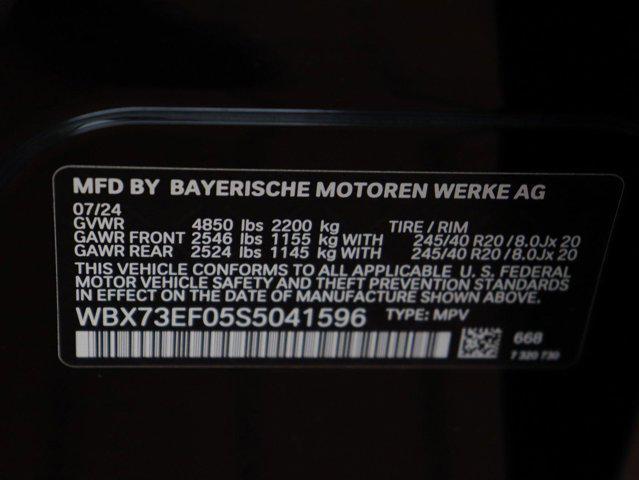 MFD BY BAYERISCHE MOTOREN WERKE AG
07/24
GVWR 4850 lbs 2200 kg TIRE / RIM
GAWR FRONT 2546 lbs 1155 kg WITH 245/40 R20 / 8.0Jx 20
GAWR REAR 2524 lbs 1145 kg WITH 245/40 R20 / 8.0Jx 20
THIS VEHICLE CONFORMS TO ALL APPLICABLE U. S. FEDERAL
MOTOR VEHICLE SAFETY AND THEFT PREVENTION STANDARDS
IN EFFECT ON THE DATE OF MANUFACTURE SHOWN ABOVE.
WBX73EF05S5041596 TYPE: MPV
668
7 320 730